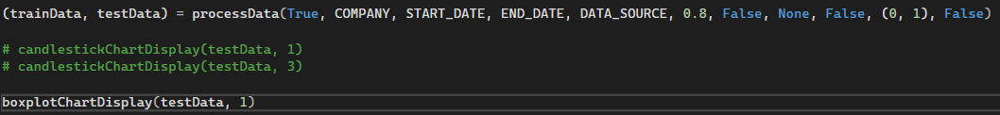 (trainData, testData) = processData(True, COMPANY, START_DATE, END_DATE, DATA_SOURCE, 0.8, False, None, False, (0, 1), False)
# candlestickChartDisplay(testData, 1)
# candlestickChartDisplay(testData, 3)
boxplotChartDisplay(testData, 1)